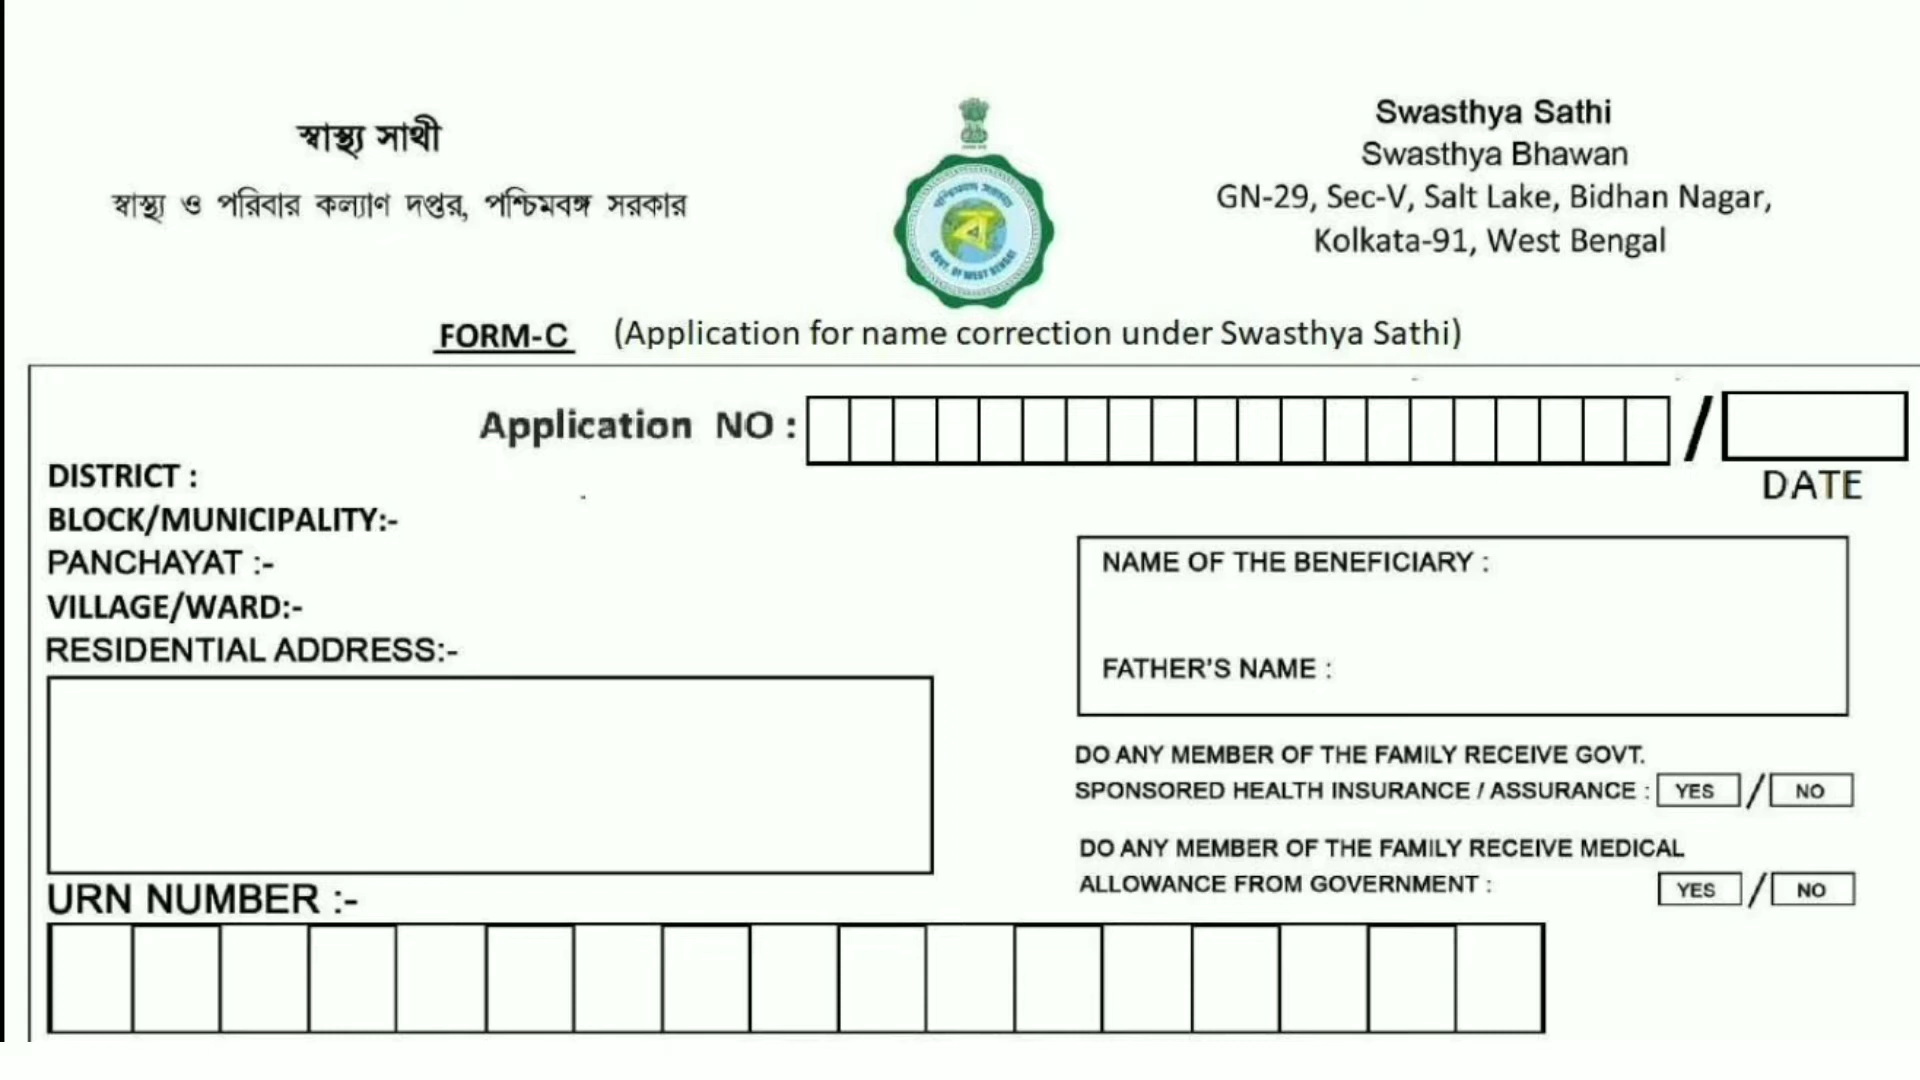 স্বাস্থ্য সাথী
স্বাস্থ্য ও পরিবার কল্যাণ দপ্তর, পশ্চিমবঙ্গ সরকার
GOVT. OF WEST BENGAL
Swasthya Sathi
Swasthya Bhawan
GN-29, Sec-V, Salt Lake, Bidhan Nagar,
Kolkata-91, West Bengal
FORM-C (Application for name correction under Swasthya Sathi)
Application NO : /
DATE
DISTRICT :
BLOCK/MUNICIPALITY:-
PANCHAYAT :-
VILLAGE/WARD:-
RESIDENTIAL ADDRESS:-
NAME OF THE BENEFICIARY :
FATHER'S NAME :
DO ANY MEMBER OF THE FAMILY RECEIVE GOVT.
SPONSORED HEALTH INSURANCE / ASSURANCE : YES / NO
DO ANY MEMBER OF THE FAMILY RECEIVE MEDICAL
ALLOWANCE FROM GOVERNMENT : YES / NO
URN NUMBER :-